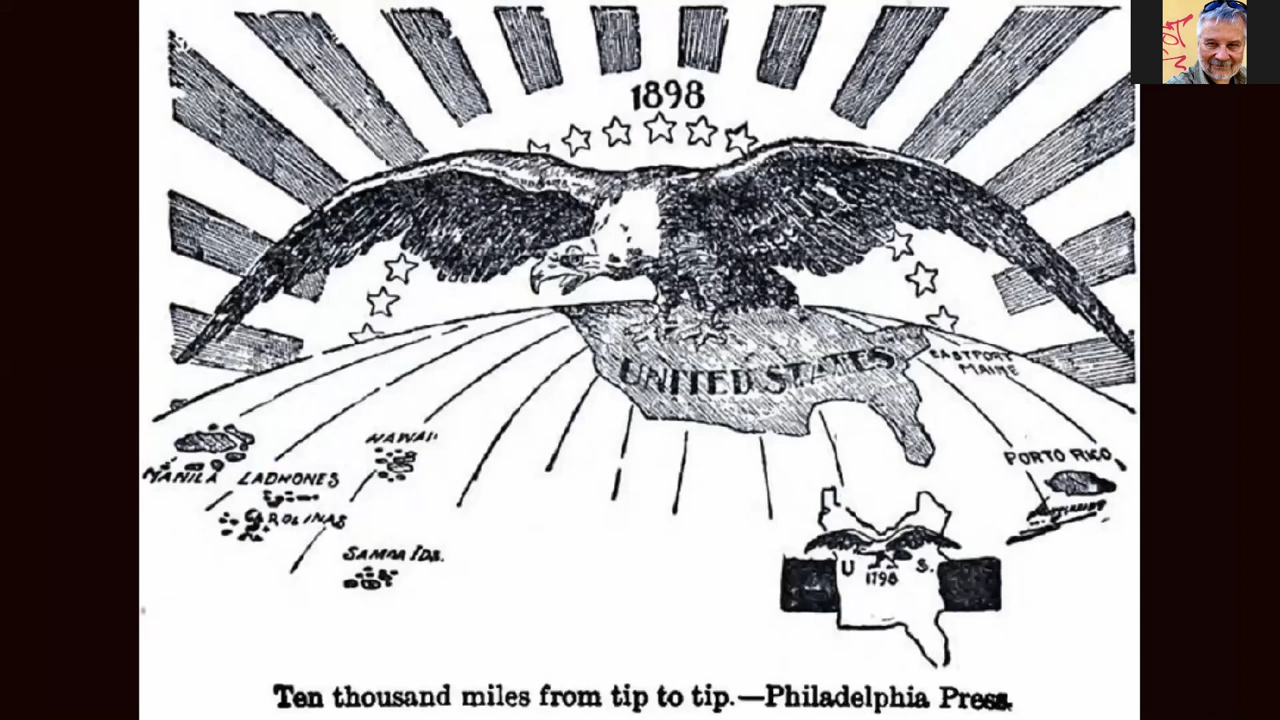 1898
UNITED STATES
EASTPORT
MAINE
HAWAII
PORTO RICO
MANILA
LADRONES
CAROLINAS
SAMOA IDS.
U S.
1798
Ten thousand miles from tip to tip.—Philadelphia Press.